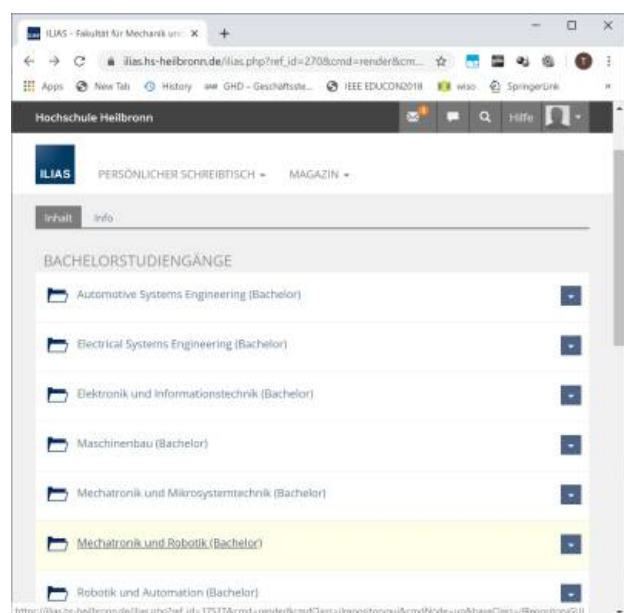 ILIAS - Fakultät für Mechanik und
ilias.hs-heilbronn.de/ilias.php?ref_id=270&cmd=render&cm...
Apps New Tab History GHD - Geschäftsste... IEEE EDUCON2018 wiso SpringerLink
Hochschule Heilbronn Hilfe
ILIAS PERSÖNLICHER SCHREIBTISCH MAGAZIN
Inhalt Info
BACHELORSTUDIENGÄNGE
Automotive Systems Engineering (Bachelor)
Electrical Systems Engineering (Bachelor)
Elektronik und Informationstechnik (Bachelor)
Maschinenbau (Bachelor)
Mechatronik und Mikrosystemtechnik (Bachelor)
Mechatronik und Robotik (Bachelor)
Robotik und Automation (Bachelor)